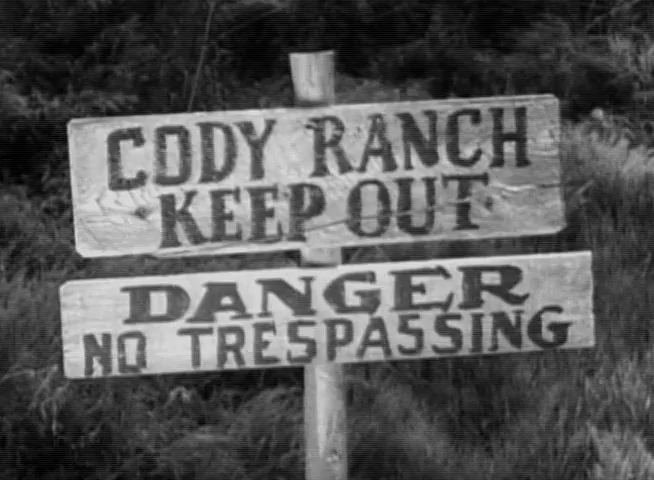 CODY RANCH
KEEP OUT
DANGER
NO TRESPASSING